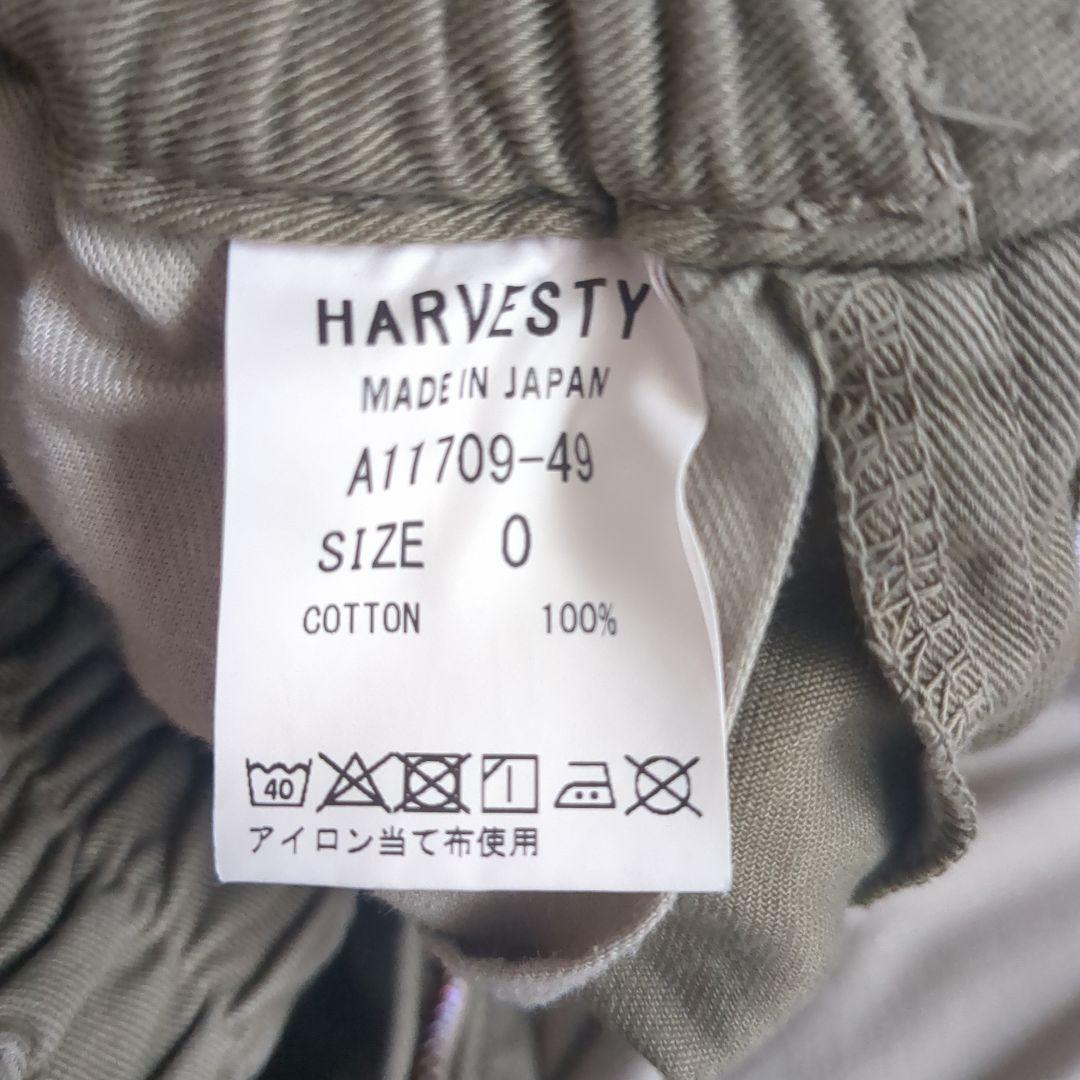 HARVESTY
MADE IN JAPAN
A11709-49
SIZE 0
COTTON 100%
40
アイロン当て布使用